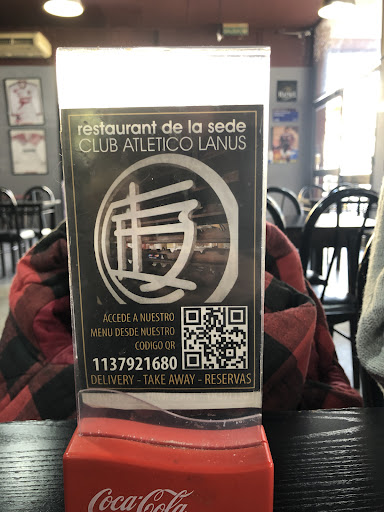 restaurant de la sede
CLUB ATLETICO LANUS
ACCEDE A NUESTRO
MENU DESDE NUESTRO
CODIGO QR
1137921680
DELIVERY - TAKE AWAY - RESERVAS
Coca-Cola